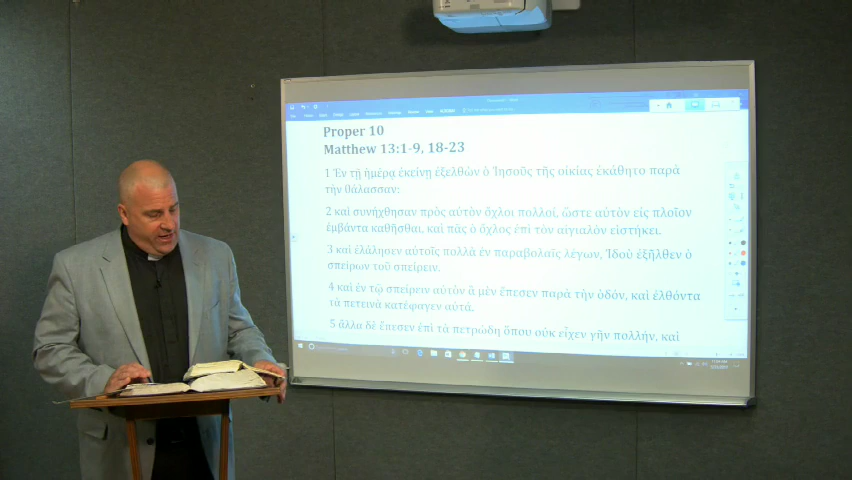 Proper 10
Matthew 13:1-9, 18-23
1 Ἐν τῇ ἡμέρᾳ ἐκείνῃ ἐξελθὼν ὁ Ἰησοῦς τῆς οἰκίας ἐκάθητο παρὰ
τὴν θάλασσαν·
2 καὶ συνήχθησαν πρὸς αὐτὸν ὄχλοι πολλοί, ὥστε αὐτὸν εἰς πλοῖον
ἐμβάντα καθῆσθαι, καὶ πᾶς ὁ ὄχλος ἐπὶ τὸν αἰγιαλὸν εἱστήκει.
3 καὶ ἐλάλησεν αὐτοῖς πολλὰ ἐν παραβολαῖς λέγων, Ἰδοὺ ἐξῆλθεν ὁ
σπείρων τοῦ σπείρειν.
4 καὶ ἐν τῷ σπείρειν αὐτὸν ἃ μὲν ἔπεσεν παρὰ τὴν ὁδόν, καὶ ἐλθόντα
τὰ πετεινὰ κατέφαγεν αὐτά.
5 ἄλλα δὲ ἔπεσεν ἐπὶ τὰ πετρώδη ὅπου οὐκ εἶχεν γῆν πολλήν, καὶ